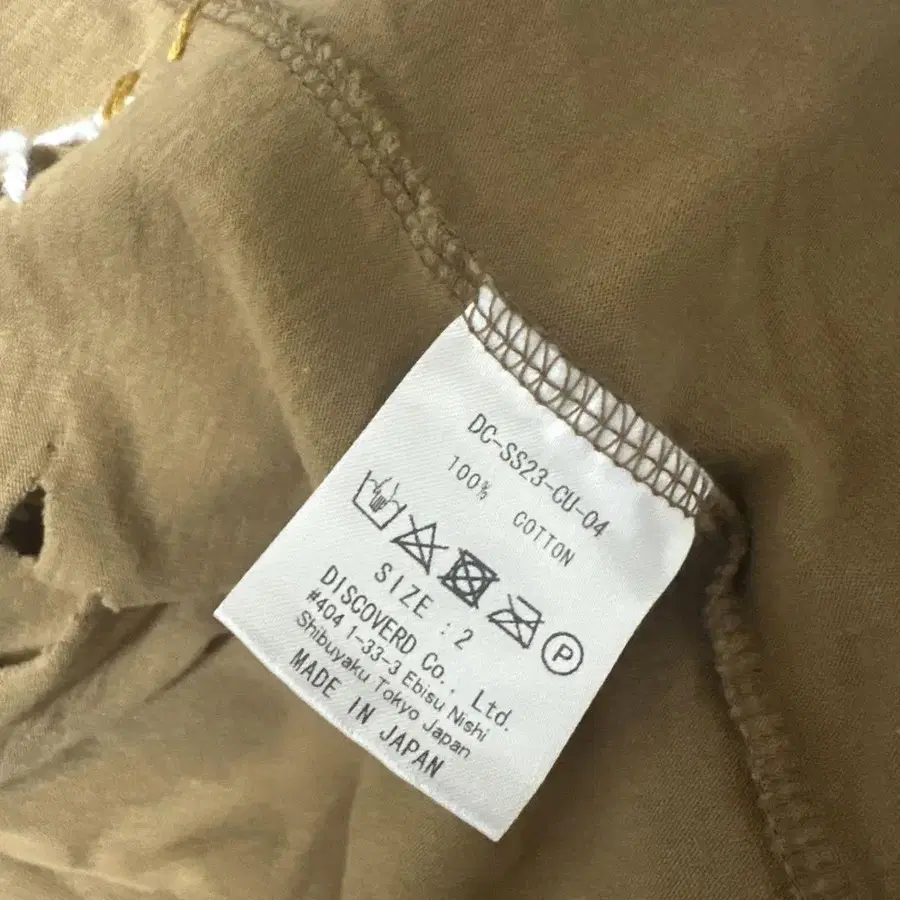 DC-SS23-CU-04
100% COTTON
P
SIZE : 2
DISCOVERD Co., Ltd.
#404 1-33-3 Ebisu Nishi
Shibuyaku Tokyo Japan
MADE IN JAPAN